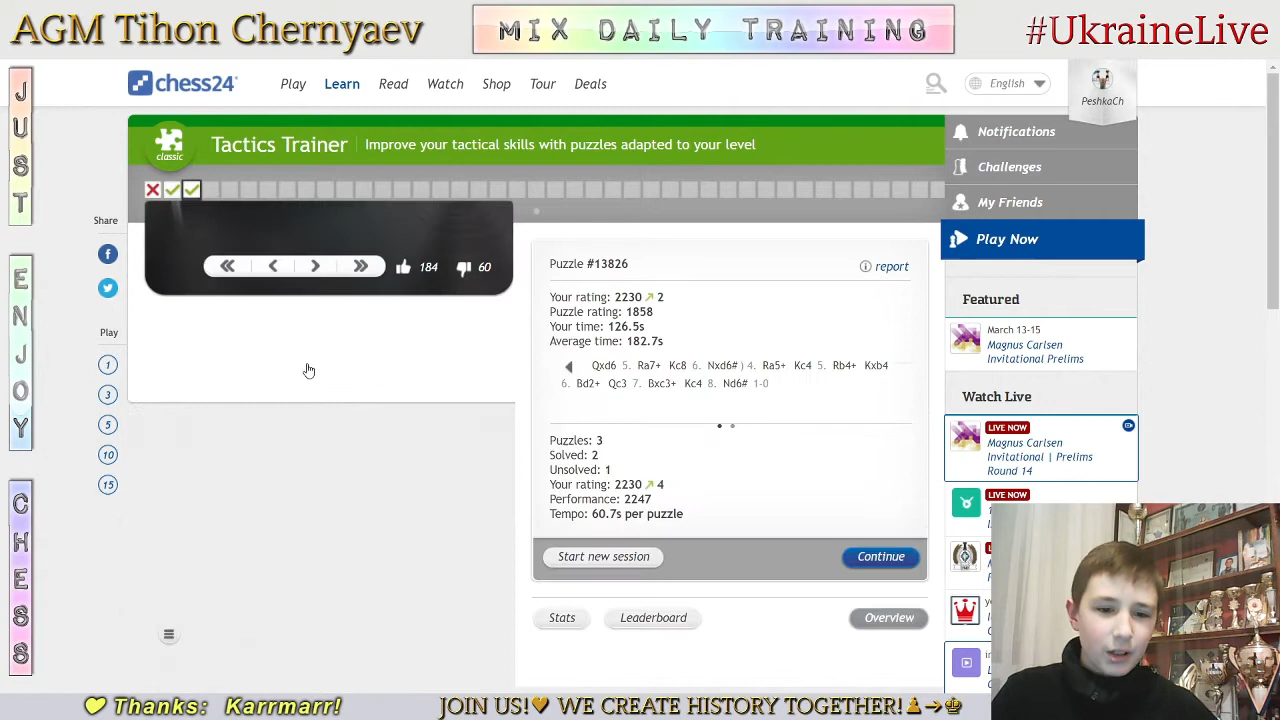 AGM Tihon Chernyaev
MIX DAILY TRAINING
#UkraineLive
JUST
ENJOY
CHESS
chess24
Play Learn Read Watch Shop Tour Deals
English
PeshkaCh
classic
Tactics Trainer
Improve your tactical skills with puzzles adapted to your level
Share
Play
1
3
5
10
15
184
60
Puzzle #13826
report
Your rating: 2230 ↗ 2
Puzzle rating: 1858
Your time: 126.5s
Average time: 182.7s
Qxd6 5. Ra7+ Kc8 6. Nxd6# ) 4. Ra5+ Kc4 5. Rb4+ Kxb4
6. Bd2+ Qc3 7. Bxc3+ Kc4 8. Nd6# 1-0
Puzzles: 3
Solved: 2
Unsolved: 1
Your rating: 2230 ↗ 4
Performance: 2247
Tempo: 60.7s per puzzle
Start new session
Continue
Stats
Leaderboard
Overview
Notifications
Challenges
My Friends
Play Now
Featured
March 13-15
Magnus Carlsen
Invitational Prelims
Watch Live
LIVE NOW
Magnus Carlsen
Invitational | Prelims
Round 14
LIVE NOW
Thanks: Karrmarr!
JOIN US! WE CREATE HISTORY TOGETHER!